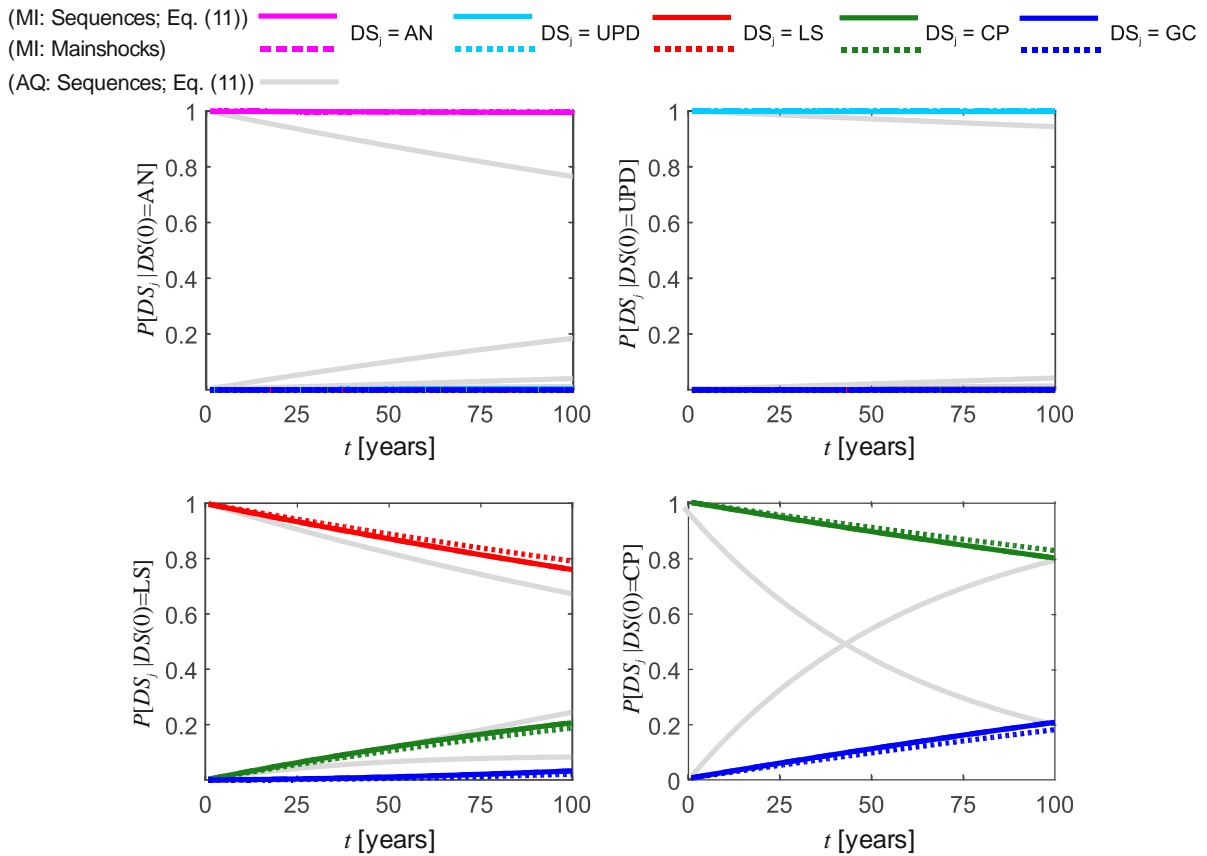 (MI: Sequences; Eq. (11))
(MI: Mainshocks)
DSj = AN
DSj = UPD
DSj = LS
DSj = CP
DSj = GC
(AQ: Sequences; Eq. (11))
P[DSj |DS(0)=AN]
1
0.8
0.6
0.4
0.2
0 25 50 75 100
t [years]
P[DSj |DS(0)=UPD]
1
0.8
0.6
0.4
0.2
0 25 50 75 100
t [years]
P[DSj |DS(0)=LS]
1
0.8
0.6
0.4
0.2
0 25 50 75 100
t [years]
P[DSj |DS(0)=CP]
1
0.8
0.6
0.4
0.2
0
0 25 50 75 100
t [years]